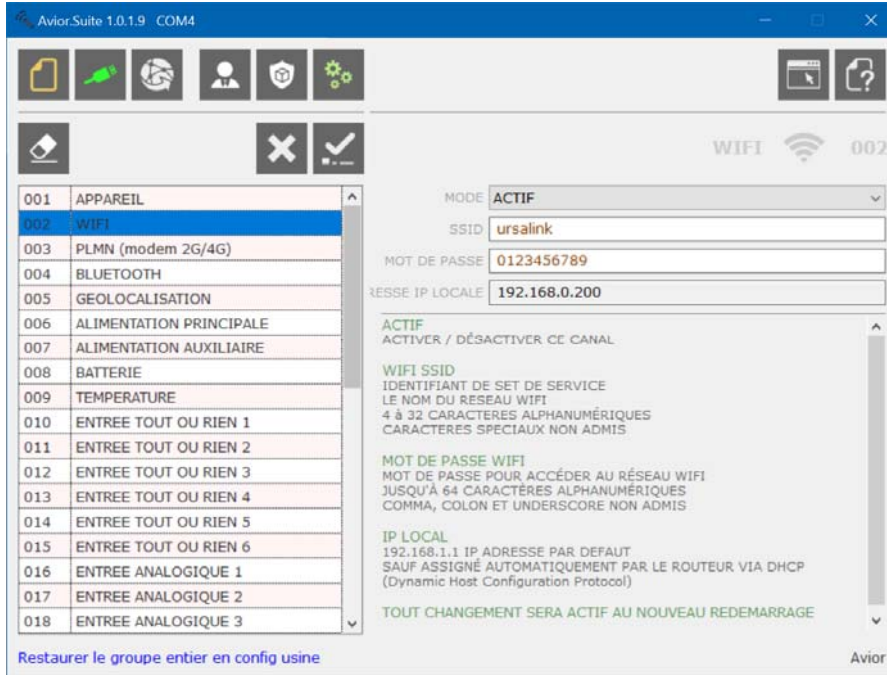 Avior.Suite 1.0.1.9 COM4
WIFI 002
001 APPAREIL
002 WIFI
003 PLMN (modem 2G/4G)
004 BLUETOOTH
005 GEOLOCALISATION
006 ALIMENTATION PRINCIPALE
007 ALIMENTATION AUXILIAIRE
008 BATTERIE
009 TEMPERATURE
010 ENTREE TOUT OU RIEN 1
011 ENTREE TOUT OU RIEN 2
012 ENTREE TOUT OU RIEN 3
013 ENTREE TOUT OU RIEN 4
014 ENTREE TOUT OU RIEN 5
015 ENTREE TOUT OU RIEN 6
016 ENTREE ANALOGIQUE 1
017 ENTREE ANALOGIQUE 2
018 ENTREE ANALOGIQUE 3
MODE ACTIF
SSID ursalink
MOT DE PASSE 0123456789
RESSE IP LOCALE 192.168.0.200
ACTIF
ACTIVER / DÉSACTIVER CE CANAL
WIFI SSID
IDENTIFIANT DE SET DE SERVICE
LE NOM DU RESEAU WIFI
4 à 32 CARACTERES ALPHANUMÉRIQUES
CARACTERES SPECIAUX NON ADMIS
MOT DE PASSE WIFI
MOT DE PASSE POUR ACCÉDER AU RÉSEAU WIFI
JUSQU'À 64 CARACTÈRES ALPHANUMÉRIQUES
COMMA, COLON ET UNDERSCORE NON ADMIS
IP LOCAL
192.168.1.1 IP ADRESSE PAR DEFAUT
SAUF ASSIGNÉ AUTOMATIQUEMENT PAR LE ROUTEUR VIA DHCP
(Dynamic Host Configuration Protocol)
TOUT CHANGEMENT SERA ACTIF AU NOUVEAU REDEMARRAGE
Restaurer le groupe entier en config usine
Avior